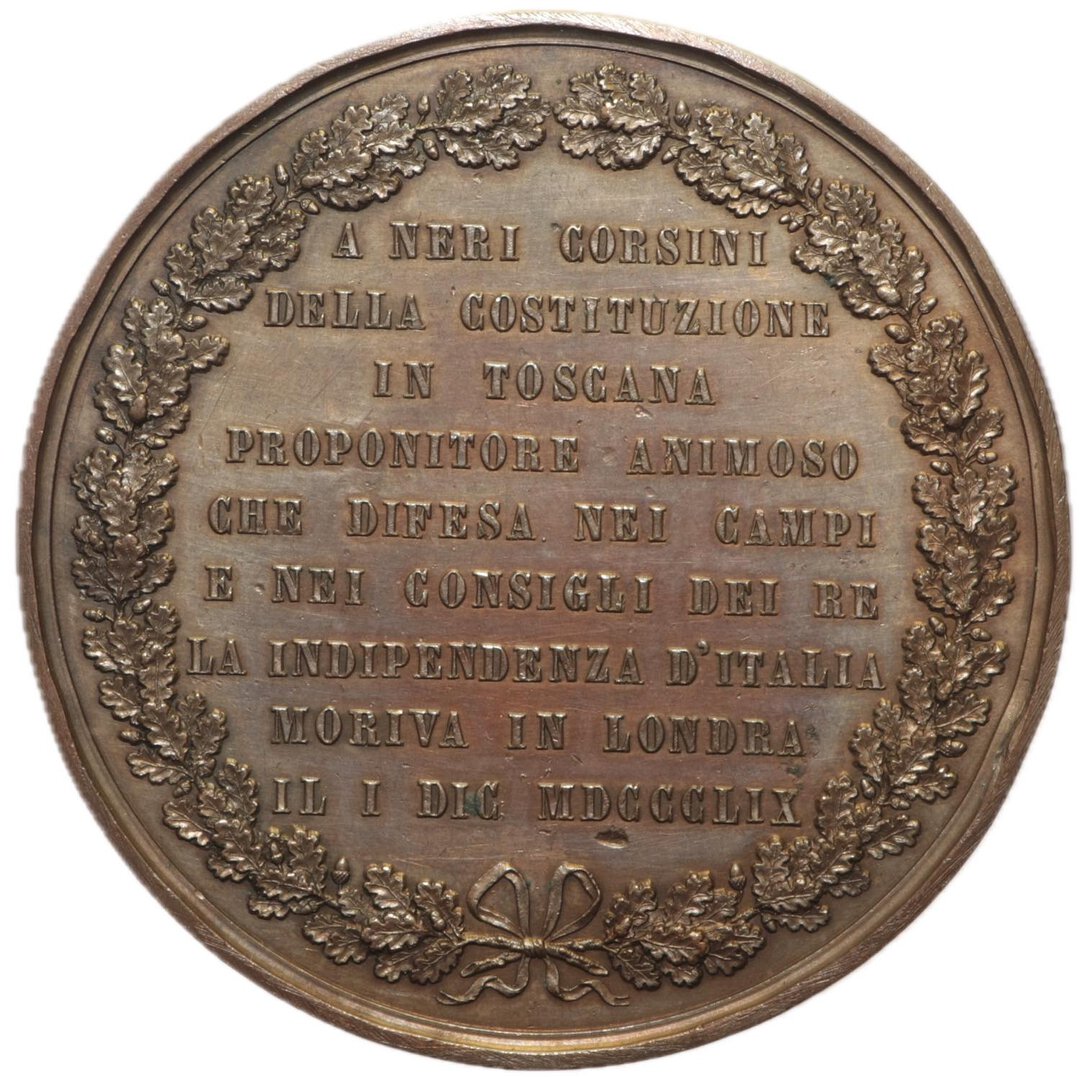 A NERI CORSINI
DELLA COSTITUZIONE
IN TOSCANA
PROPONITORE ANIMOSO
CHE DIFESA NEI CAMPI
E NEI CONSIGLI DEI RE
LA INDIPENDENZA D'ITALIA
MORIVA IN LONDRA
IL I DIC MDCCCLIX